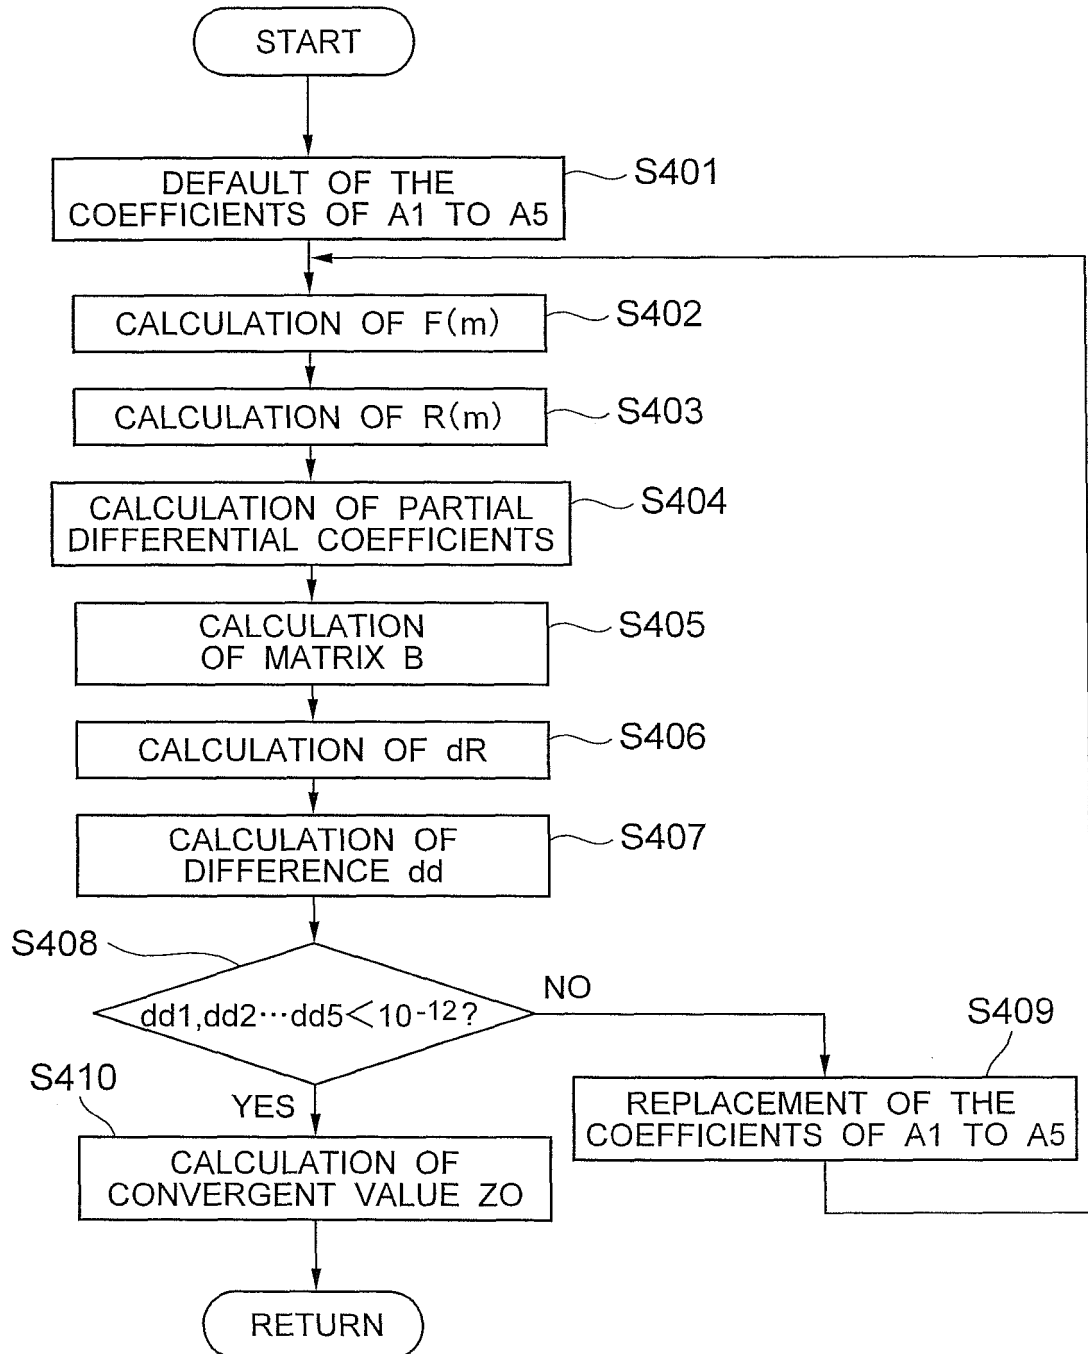 START
DEFAULT OF THE
COEFFICIENTS OF A1 TO A5
S401
CALCULATION OF F(m)
S402
CALCULATION OF R(m)
S403
CALCULATION OF PARTIAL
DIFFERENTIAL COEFFICIENTS
S404
CALCULATION
OF MATRIX B
S405
CALCULATION OF dR
S406
CALCULATION OF
DIFFERENCE dd
S407
S408
dd1,dd2⋯dd5<10⁻¹²?
NO
YES
S409
REPLACEMENT OF THE
COEFFICIENTS OF A1 TO A5
S410
CALCULATION OF
CONVERGENT VALUE ZO
RETURN